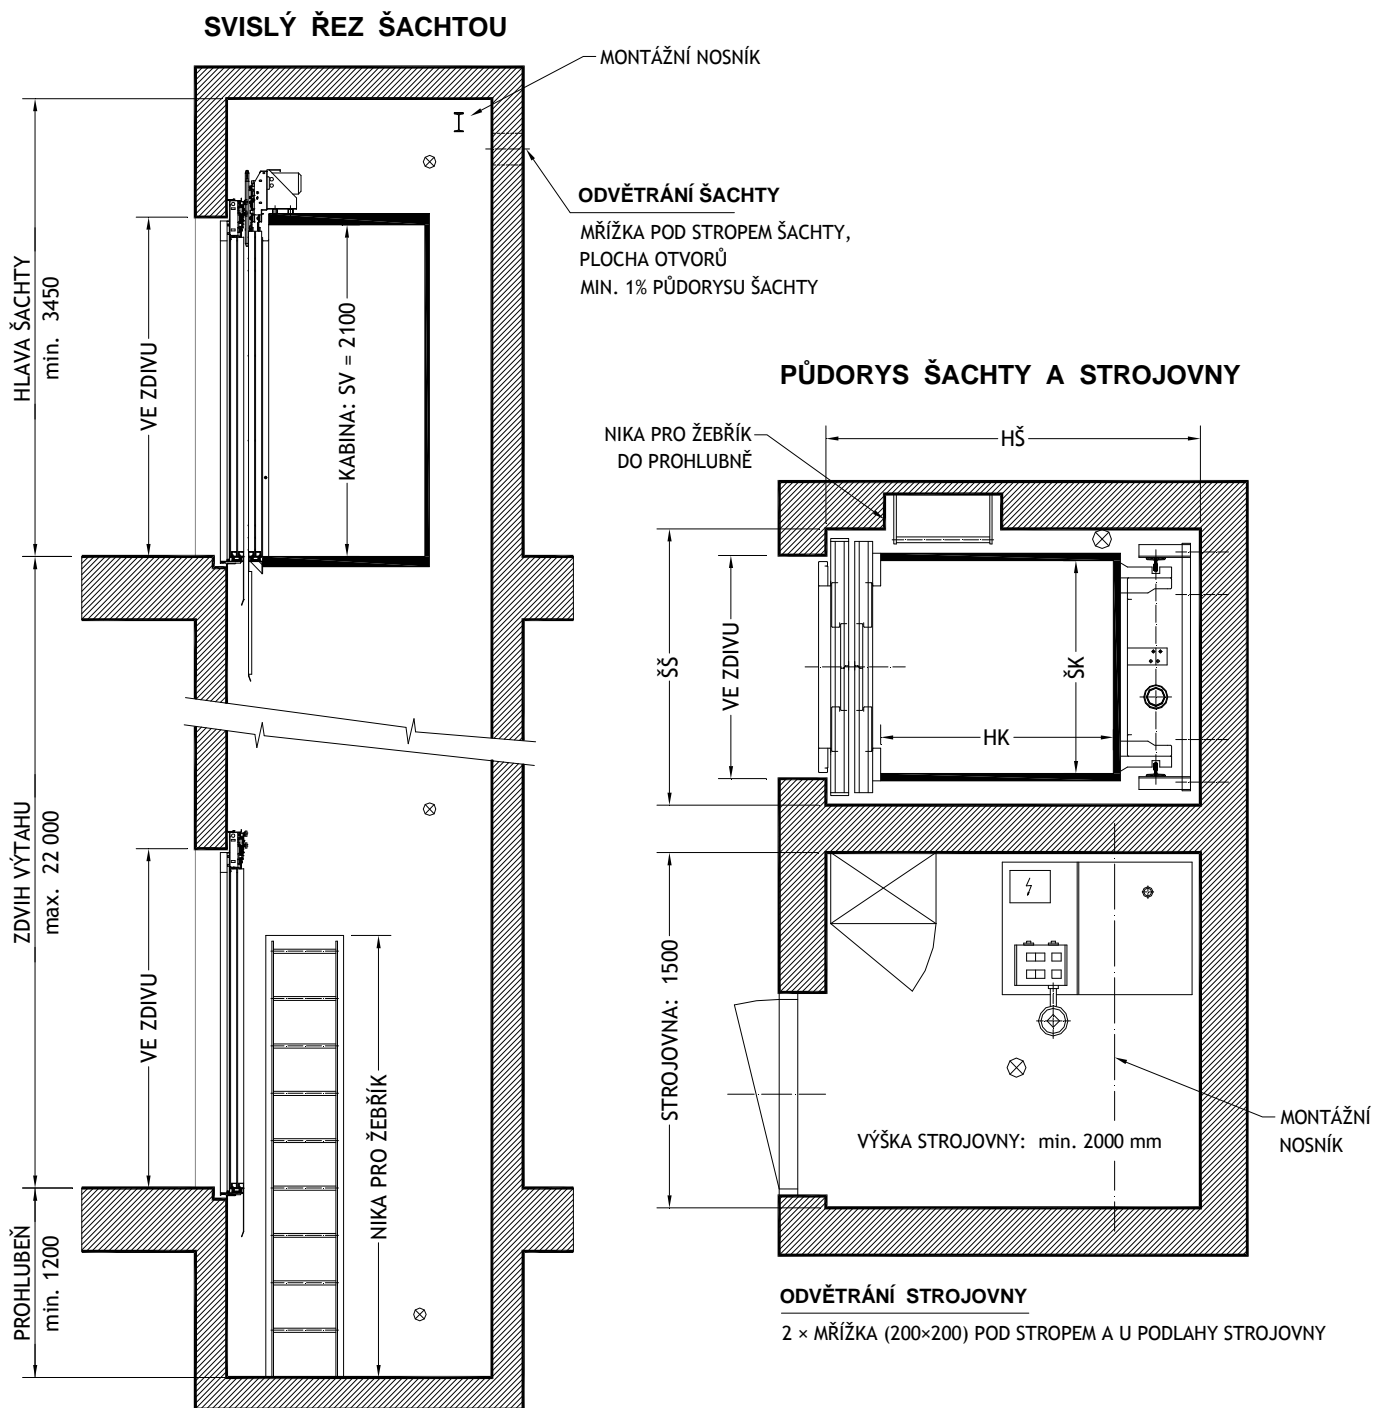 SVISLÝ ŘEZ ŠACHTOU
MONTÁŽNÍ NOSNÍK
ODVĚTRÁNÍ ŠACHTY
MŘÍŽKA POD STROPEM ŠACHTY,
PLOCHA OTVORŮ
MIN. 1% PŮDORYSU ŠACHTY
HLAVA ŠACHTY
min. 3450
VE ZDIVU
KABINA: SV = 2100
ZDVIH VÝTAHU
max. 22 000
VE ZDIVU
NIKA PRO ŽEBŘÍK
PROHLUBEŇ
min. 1200
PŮDORYS ŠACHTY A STROJOVNY
NIKA PRO ŽEBŘÍK
DO PROHLUBNĚ
HŠ
ŠŠ
VE ZDIVU
ŠK
HK
STROJOVNA: 1500
VÝŠKA STROJOVNY: min. 2000 mm
MONTÁŽNÍ
NOSNÍK
ODVĚTRÁNÍ STROJOVNY
2 × MŘÍŽKA (200×200) POD STROPEM A U PODLAHY STROJOVNY